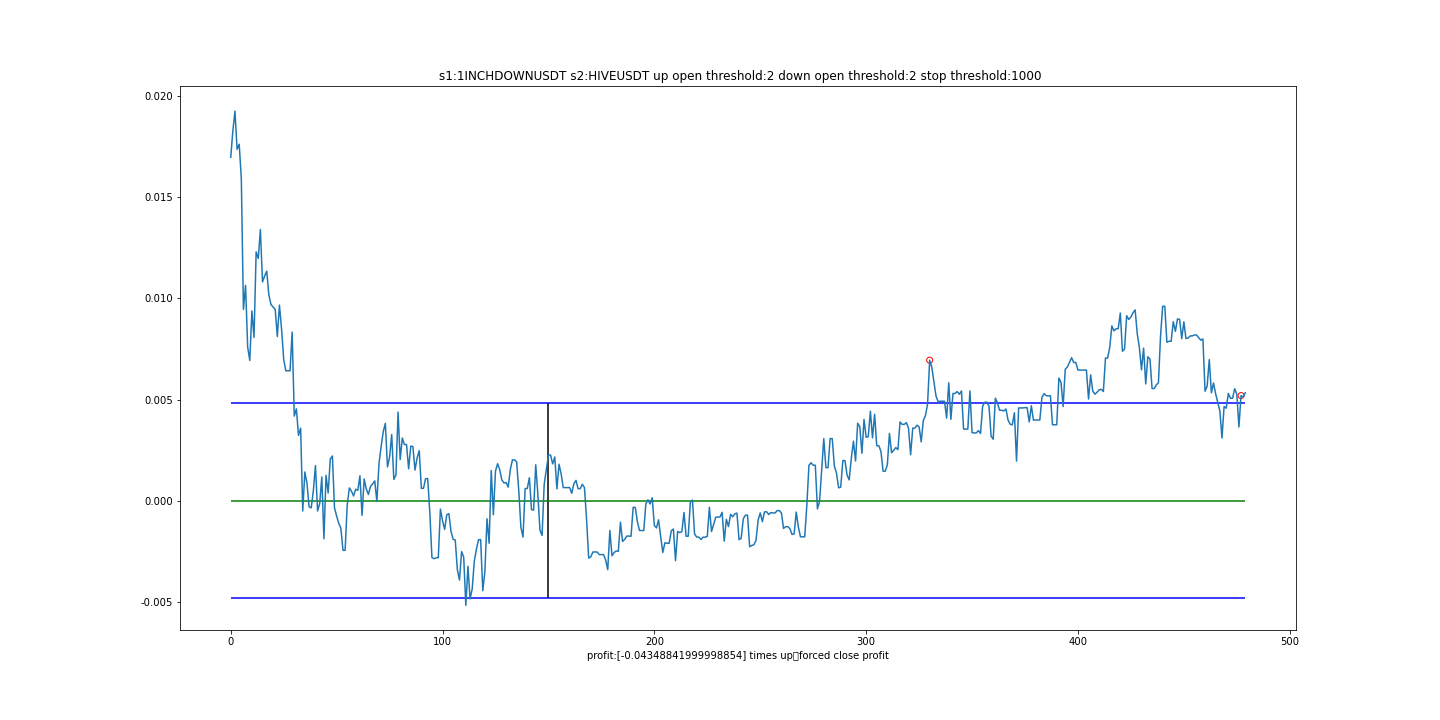 s1:1INCHDOWNUSDT s2:HIVEUSDT up open threshold:2 down open threshold:2 stop threshold:1000
0.020
0.015
0.010
0.005
0.000
-0.005
0 100 200 300 400 500
profit:[-0.04348841999998854] times up▯forced close profit